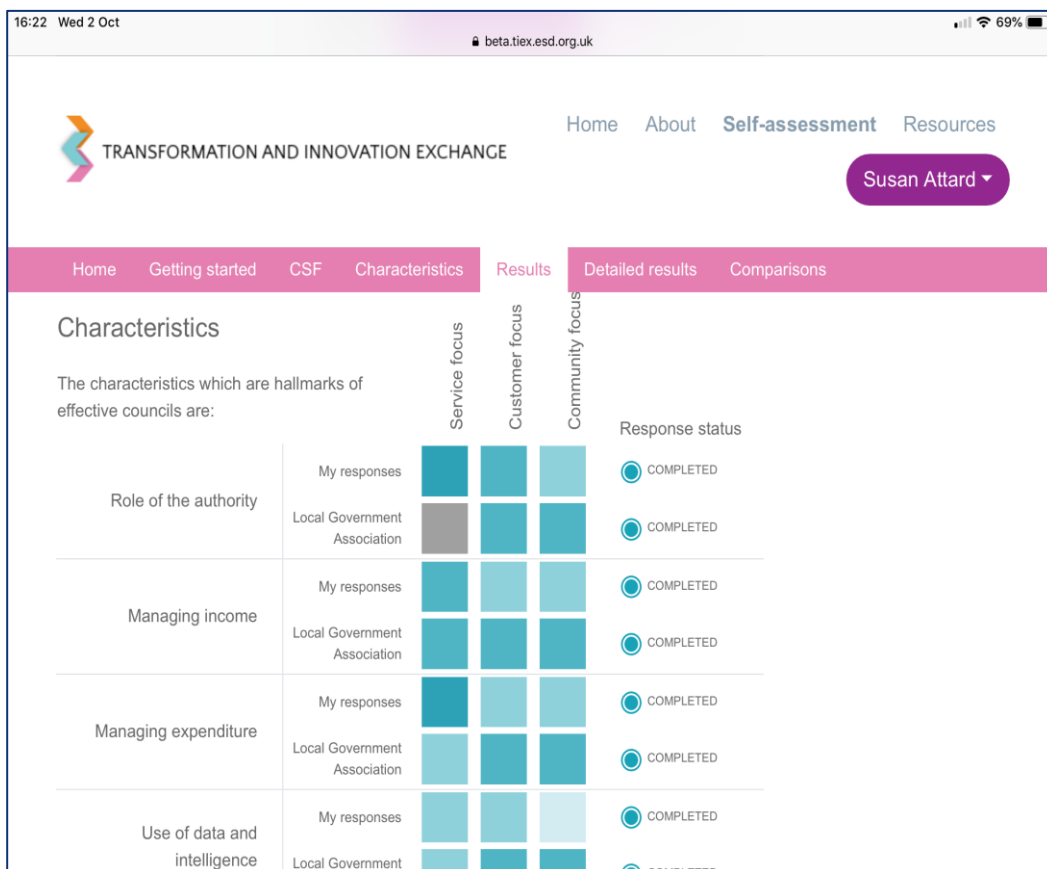 16:22 Wed 2 Oct
69%
beta.tiex.esd.org.uk
TRANSFORMATION AND INNOVATION EXCHANGE
Home About Self-assessment Resources
Susan Attard
Home Getting started CSF Characteristics Results Detailed results Comparisons
Characteristics
The characteristics which are hallmarks of
effective councils are:
Service focus
Customer focus
Community focus
Response status
Role of the authority
My responses
COMPLETED
Local Government
Association
COMPLETED
Managing income
My responses
COMPLETED
Local Government
Association
COMPLETED
Managing expenditure
My responses
COMPLETED
Local Government
Association
COMPLETED
Use of data and
intelligence
My responses
COMPLETED
Local Government
COMPLETED